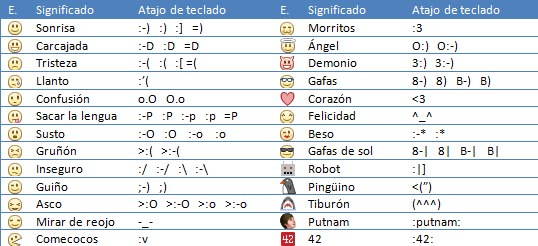 E. Significado Atajo de teclado E. Significado Atajo de teclado
Sonrisa :-) :) :] =) Morritos :3
Carcajada :-D :D =D Ángel O:) O:-)
Tristeza :-( :( :[ =( Demonio 3:) 3:-)
Llanto :’( Gafas 8-) 8) B-) B)
Confusión o.O O.o Corazón <3
Sacar la lengua :-P :P :-p :p =P Felicidad ^_^
Susto :-O :O :-o :o Beso :-* :*
Gruñón >:( >:-( Gafas de sol 8-| 8| B-| B|
Inseguro :/ :-/ :\ :-\ Robot :|]
Guiño ;-) ;) Pingüino <(”)
Asco >:O >:-O >:o >:-o Tiburón (^^^)
Mirar de reojo -_- Putnam :putnam:
Comecocos :v 42 42 :42: